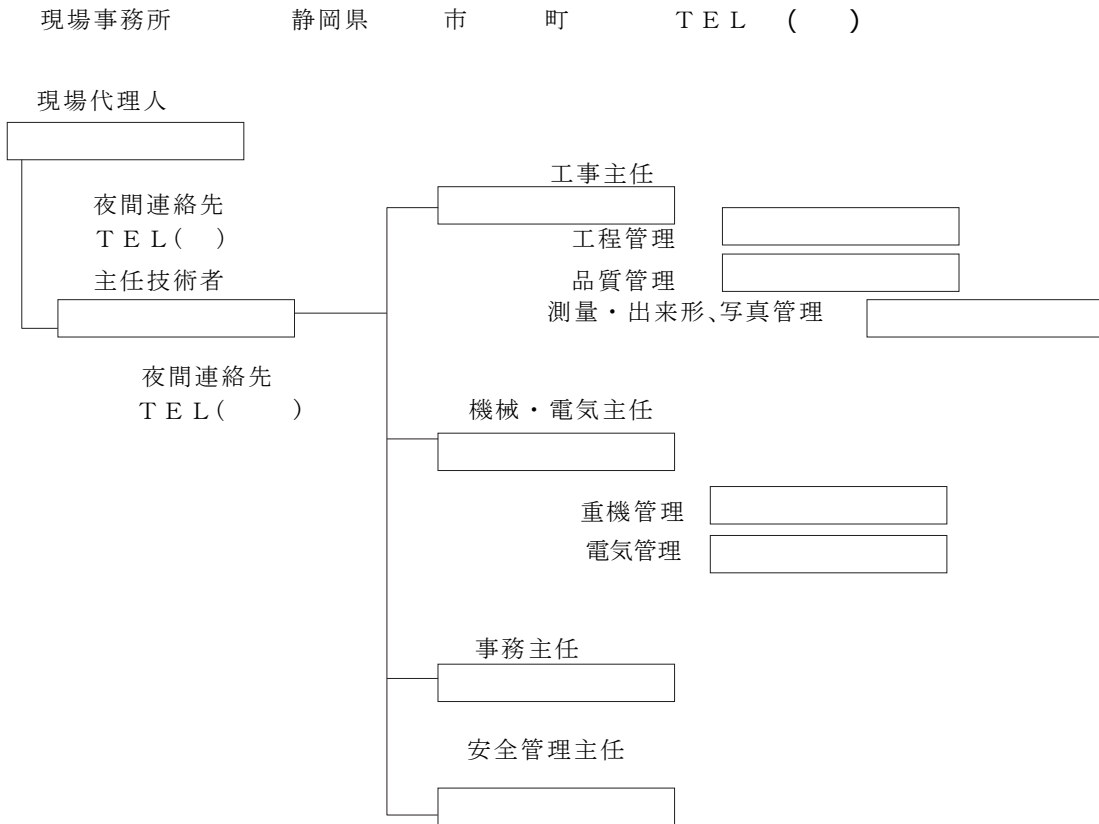 現場事務所 静岡県 市 町 ＴＥＬ ( )
現場代理人
夜間連絡先
ＴＥＬ( )
主任技術者
夜間連絡先
ＴＥＬ( )
工事主任
工程管理
品質管理
測量・出来形､写真管理
機械・電気主任
重機管理
電気管理
事務主任
安全管理主任